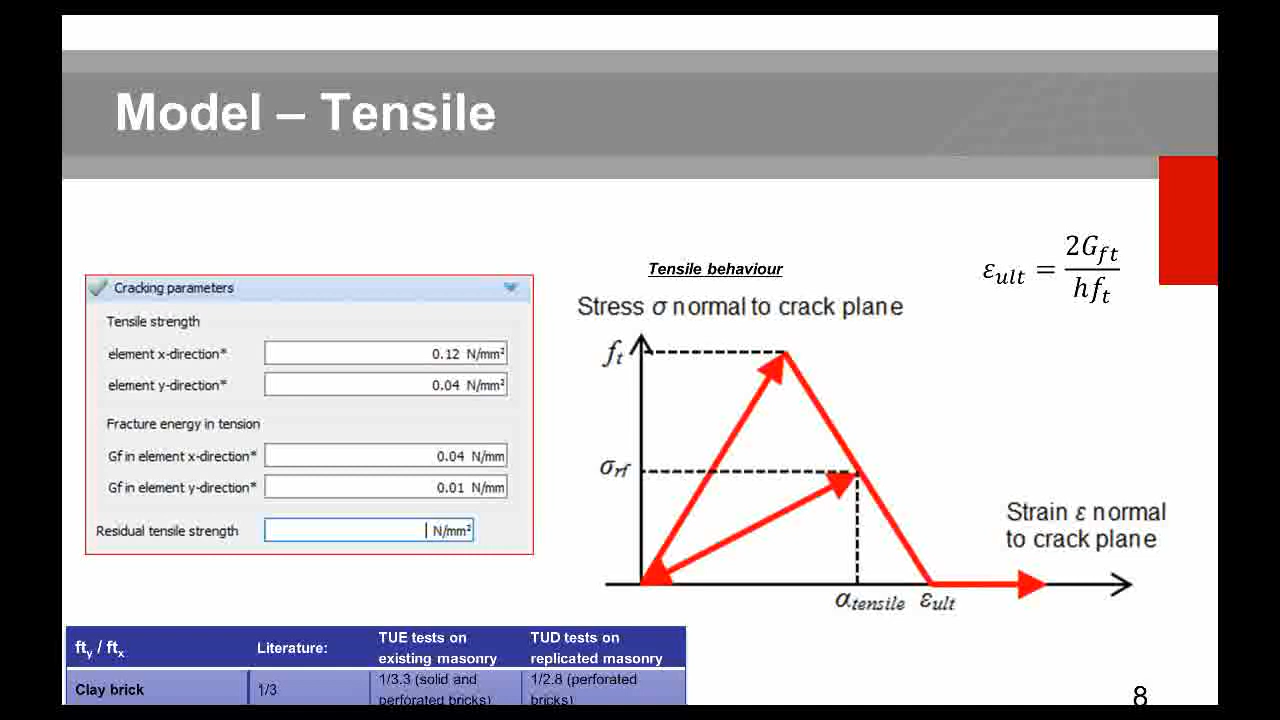 Model – Tensile
Cracking parameters
Tensile strength
element x-direction* 0.12 N/mm²
element y-direction* 0.04 N/mm²
Fracture energy in tension
Gf in element x-direction* 0.04 N/mm
Gf in element y-direction* 0.01 N/mm
Residual tensile strength N/mm²
Tensile behaviour
Stress σ normal to crack plane
fₜ
σ_rf
α_tensile ε_ult
Strain ε normal
to crack plane
ε_ult = 2G_ft / hf_t
ft_y / ft_x Literature: TUE tests on existing masonry TUD tests on replicated masonry
Clay brick 1/3 1/3.3 (solid and perforated bricks) 1/2.8 (perforated bricks)
8